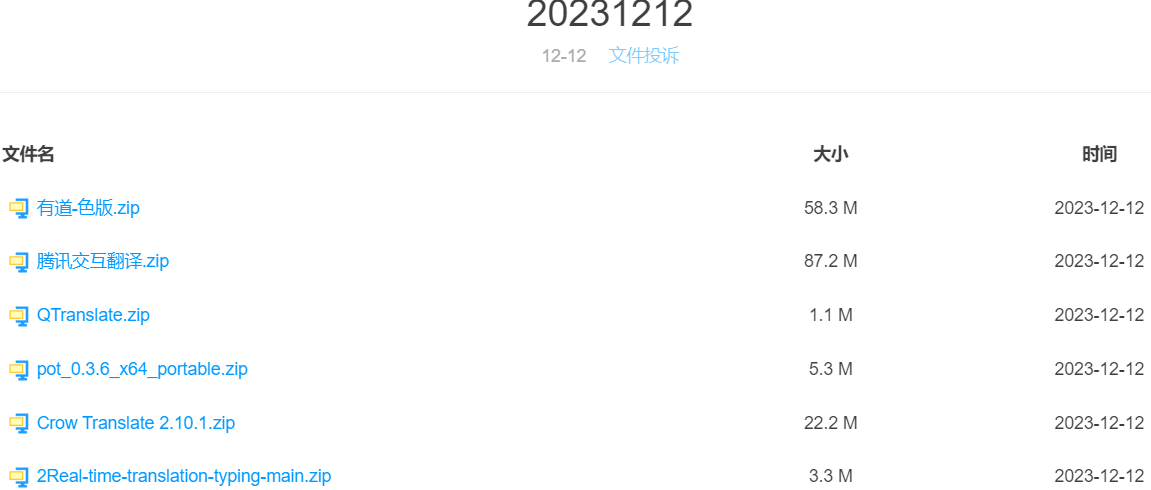 20231212
12-12 文件投诉
文件名 大小 时间
有道-色版.zip 58.3 M 2023-12-12
腾讯交互翻译.zip 87.2 M 2023-12-12
QTranslate.zip 1.1 M 2023-12-12
pot_0.3.6_x64_portable.zip 5.3 M 2023-12-12
Crow Translate 2.10.1.zip 22.2 M 2023-12-12
2Real-time-translation-typing-main.zip 3.3 M 2023-12-12